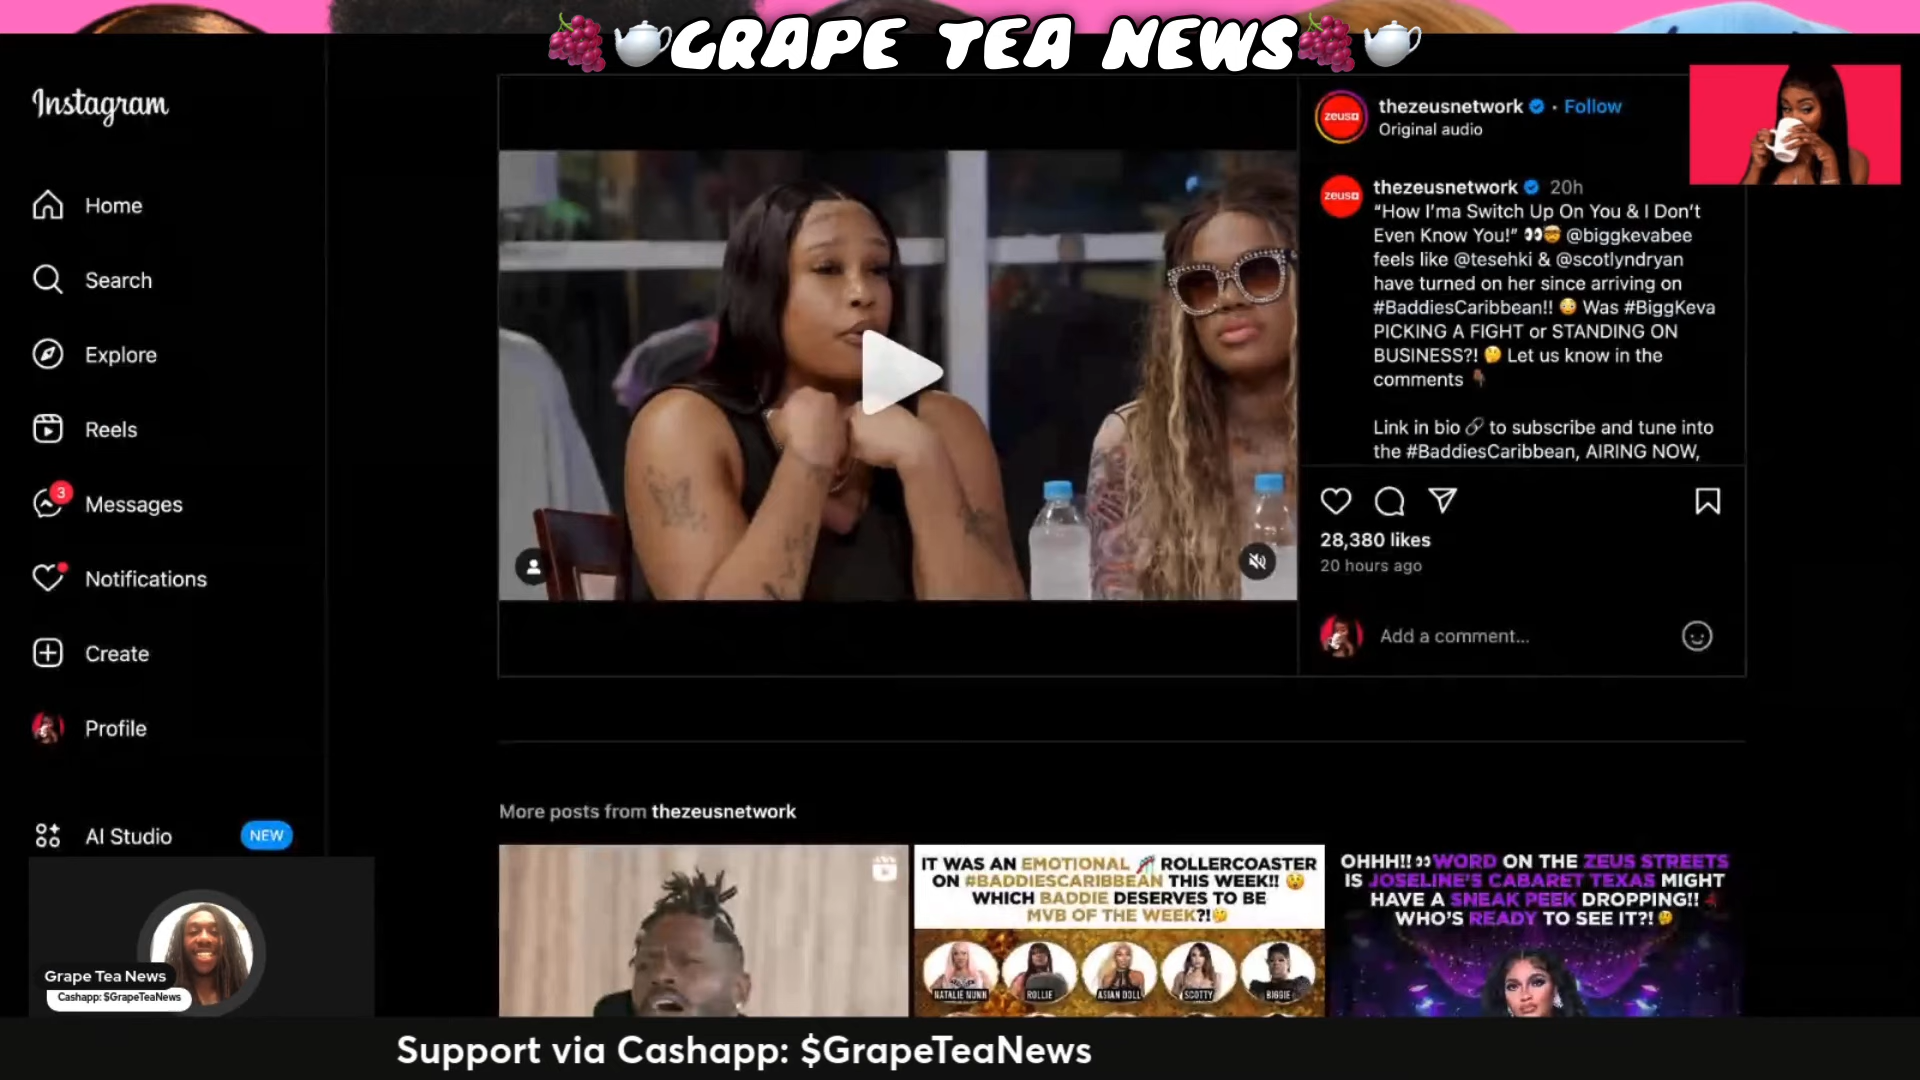 GRAPE TEA NEWS
Instagram
Home
Search
Explore
Reels
3
Messages
Notifications
Create
Profile
AI Studio NEW
zeus
thezeusnetwork · Follow
Original audio
zeus
thezeusnetwork 20h
“How I’ma Switch Up On You & I Don’t
Even Know You!” 👀🤯 @biggkevabee
feels like @tesehki & @scotlyndryan
have turned on her since arriving on
#BaddiesCaribbean!! 😳 Was #BiggKeva
PICKING A FIGHT or STANDING ON
BUSINESS?! 🤔 Let us know in the
comments 👇🏾
Link in bio 🔗 to subscribe and tune into
the #BaddiesCaribbean, AIRING NOW,
28,380 likes
20 hours ago
Add a comment...
More posts from thezeusnetwork
IT WAS AN EMOTIONAL 🎢 ROLLERCOASTER
ON #BADDIESCARIBBEAN THIS WEEK!! 😲
WHICH BADDIE DESERVES TO BE
MVB OF THE WEEK?!🤔
NATALIE NUNN
ROLLIE
ASIAN DOLL
SCOTTY
BIGGIE
OHHH!! 👀WORD ON THE ZEUS STREETS
IS JOSELINE'S CABARET TEXAS MIGHT
HAVE A SNEAK PEEK DROPPING!! 💃
WHO'S READY TO SEE IT?! 🤔
Grape Tea News
Cashapp: $GrapeTeaNews
Support via Cashapp: $GrapeTeaNews